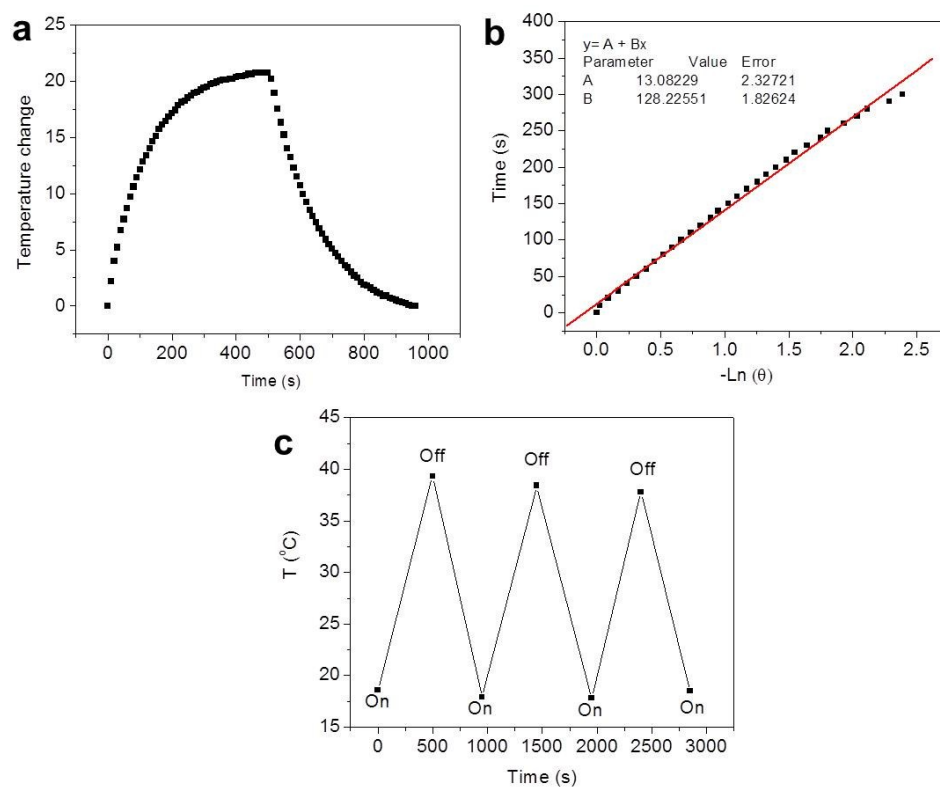 a
25
20
15
10
5
0
Temperature change
0 200 400 600 800 1000
Time (s)
b
400
350
300
250
200
150
100
50
0
Time (s)
y= A + Bx
Parameter Value Error
A 13.08229 2.32721
B 128.22551 1.82624
0.0 0.5 1.0 1.5 2.0 2.5
-Ln (θ)
c
45
40
35
30
25
20
15
T (°C)
Off Off Off
On On On On
0 500 1000 1500 2000 2500 3000
Time (s)